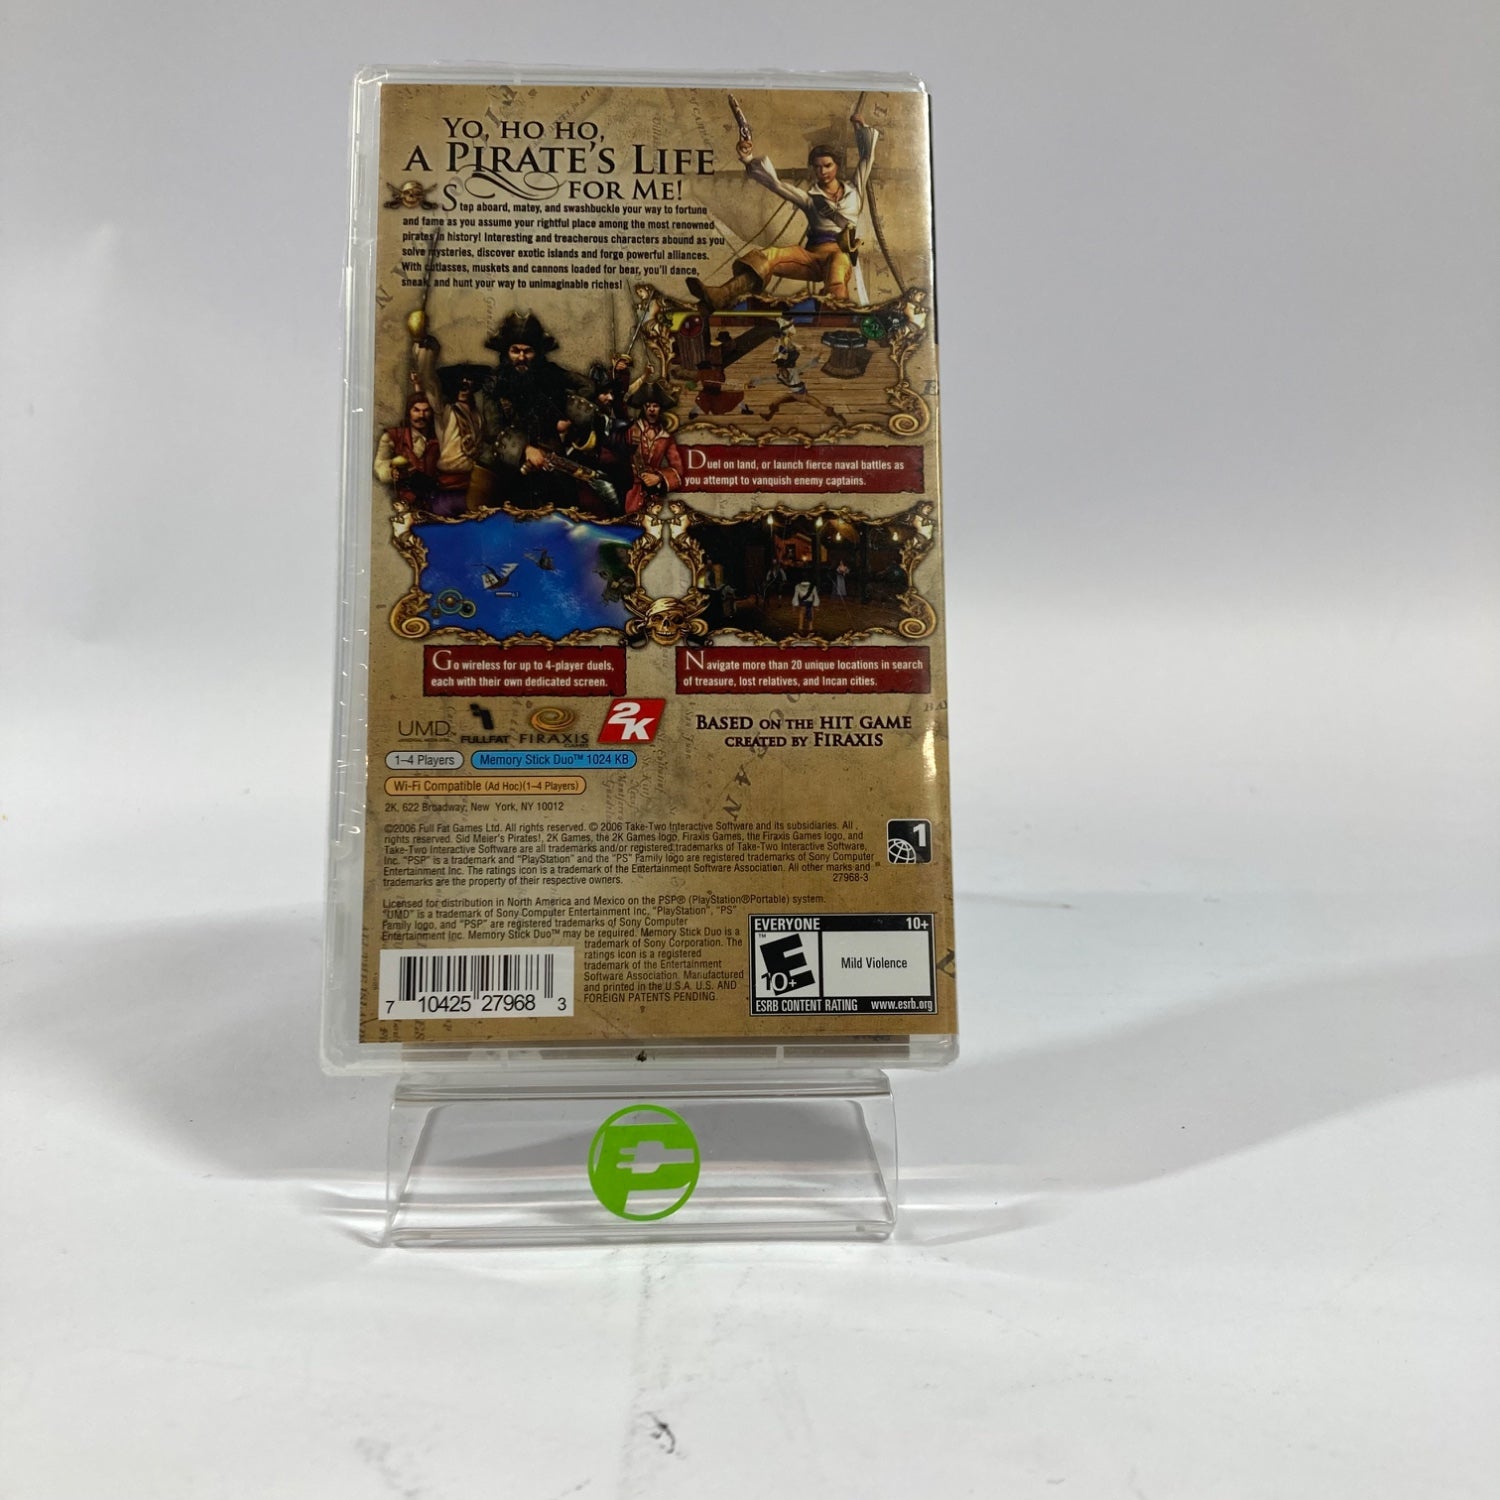 YO, HO HO,
A PIRATE'S LIFE
FOR ME!
Step aboard, matey, and swashbuckle your way to fortune
and fame as you assume your rightful place among the most renowned
pirates in history! Interesting and treacherous characters abound as you
solve mysteries, discover exotic islands and forge powerful alliances.
With cutlasses, muskets and cannons loaded for bear, you'll dance,
sneak and hunt your way to unimaginable riches!
Duel on land, or launch fierce naval battles as
you attempt to vanquish enemy captains.
Go wireless for up to 4-player duels,
each with their own dedicated screen.
Navigate more than 20 unique locations in search
of treasure, lost relatives, and Incan cities.
UMD
FULLFAT
FIRAXIS
GAMES
2K
BASED ON THE HIT GAME
CREATED BY FIRAXIS
1-4 Players
Memory Stick Duo™ 1024 KB
Wi-Fi Compatible (Ad Hoc)(1-4 Players)
2K, 622 Broadway, New York, NY 10012
©2006 Full Fat Games Ltd. All rights reserved. © 2006 Take-Two Interactive Software and its subsidiaries. All
rights reserved. Sid Meier's Pirates!, 2K Games, the 2K Games logo, Firaxis Games, the Firaxis Games logo, and
Take-Two Interactive Software are all trademarks and/or registered trademarks of Take-Two Interactive Software,
Inc. "PSP" is a trademark and "PlayStation" and the "PS" Family logo are registered trademarks of Sony Computer
Entertainment Inc. The ratings icon is a trademark of the Entertainment Software Association. All other marks and
trademarks are the property of their respective owners.
27968-3
1
Licensed for distribution in North America and Mexico on the PSP® (PlayStation®Portable) system.
"UMD" is a trademark of Sony Computer Entertainment Inc. "PlayStation", "PS"
Family logo, and "PSP" are registered trademarks of Sony Computer
Entertainment Inc. Memory Stick Duo™ may be required. Memory Stick Duo is a
trademark of Sony Corporation. The
ratings icon is a registered
trademark of the Entertainment
Software Association. Manufactured
and printed in the U.S.A. U.S. AND
FOREIGN PATENTS PENDING.
7 10425 27968 3
EVERYONE 10+
E
10+
Mild Violence
ESRB CONTENT RATING www.esrb.org